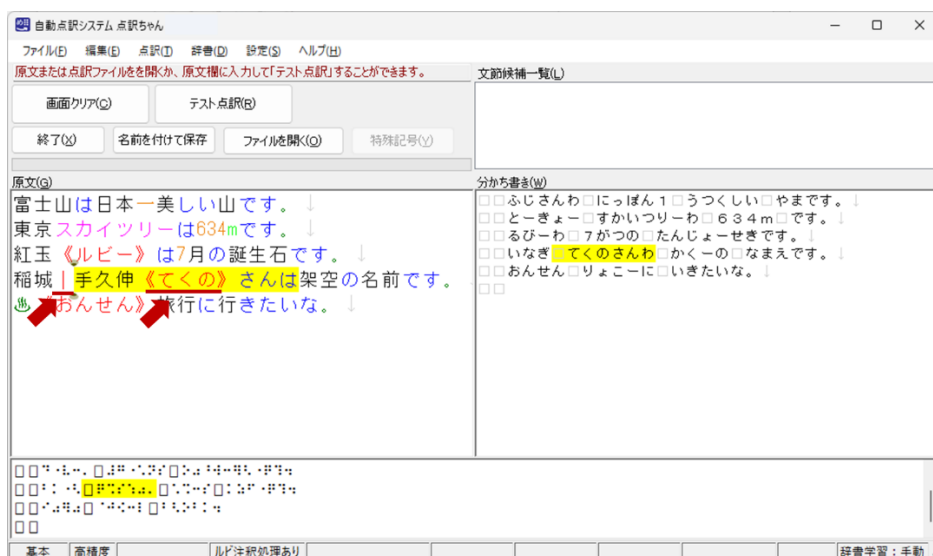 自動点訳システム 点訳ちゃん
ファイル(F) 編集(E) 点訳(T) 辞書(D) 設定(S) ヘルプ(H)
原文または点訳ファイルをを開くか、原文欄に入力して「テスト点訳」することができます。
文節候補一覧(L)
画面クリア(C) テスト点訳(R)
終了(X) 名前を付けて保存 ファイルを開く(O) 特殊記号(V)
原文(G)
富士山は日本一美しい山です。↓
東京スカイツリーは634mです。↓
紅玉《ルビー》は7月の誕生石です。↓
稲城|手久伸《てくの》さんは架空の名前です。
♨《おんせん》旅行に行きたいな。↓
分かち書き(W)
□□ふじさんわ□にっぽん1□うつくしい□やまです。↓
□□とーきょー□すかいつりーわ□634m□です。↓
□□るびーわ□7がつの□たんじょーせきです。↓
□□いなぎ□てくのさんわ□かくーの□なまえです。↓
□□おんせん□りょこーに□いきたいな。↓
□□
基本 高精度 ルビ注釈処理あり 辞書学習:手動